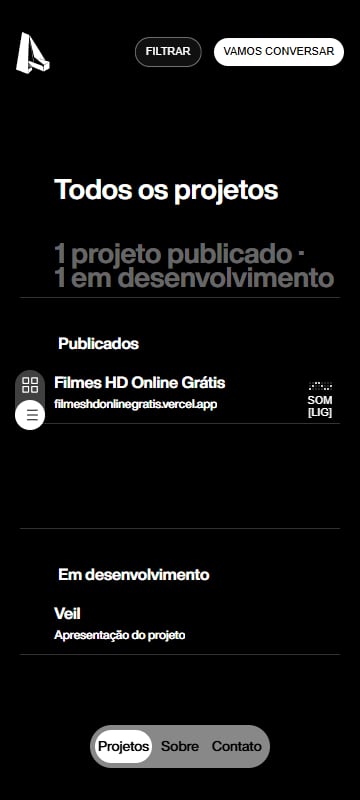 FILTRAR
VAMOS CONVERSAR
Todos os projetos
1 projeto publicado ·
1 em desenvolvimento
Publicados
Filmes HD Online Grátis
filmeshdonlinegratis.vercel.app
SOM
[LIG]
Em desenvolvimento
Veil
Apresentação do projeto
Projetos
Sobre
Contato